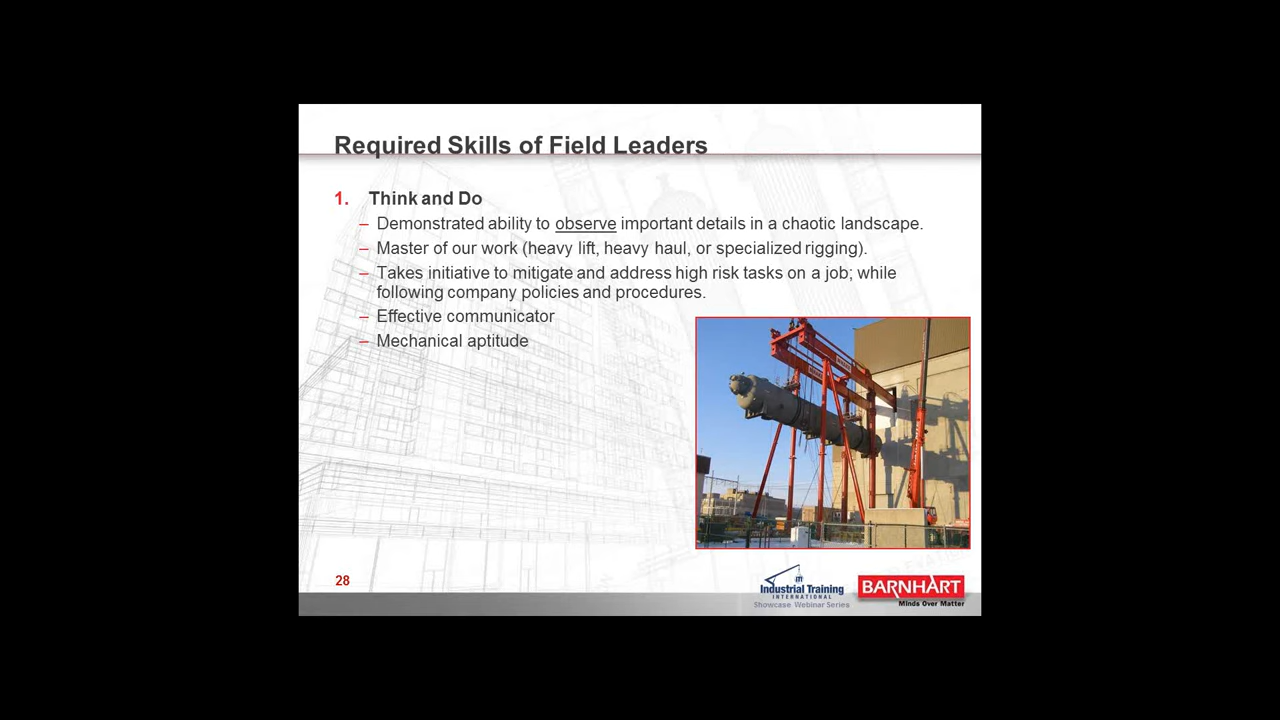 Required Skills of Field Leaders
1. Think and Do
– Demonstrated ability to observe important details in a chaotic landscape.
– Master of our work (heavy lift, heavy haul, or specialized rigging).
– Takes initiative to mitigate and address high risk tasks on a job; while
following company policies and procedures.
– Effective communicator
– Mechanical aptitude
28
Industrial Training
INTERNATIONAL
Showcase Webinar Series
BARNHART
Minds Over Matter